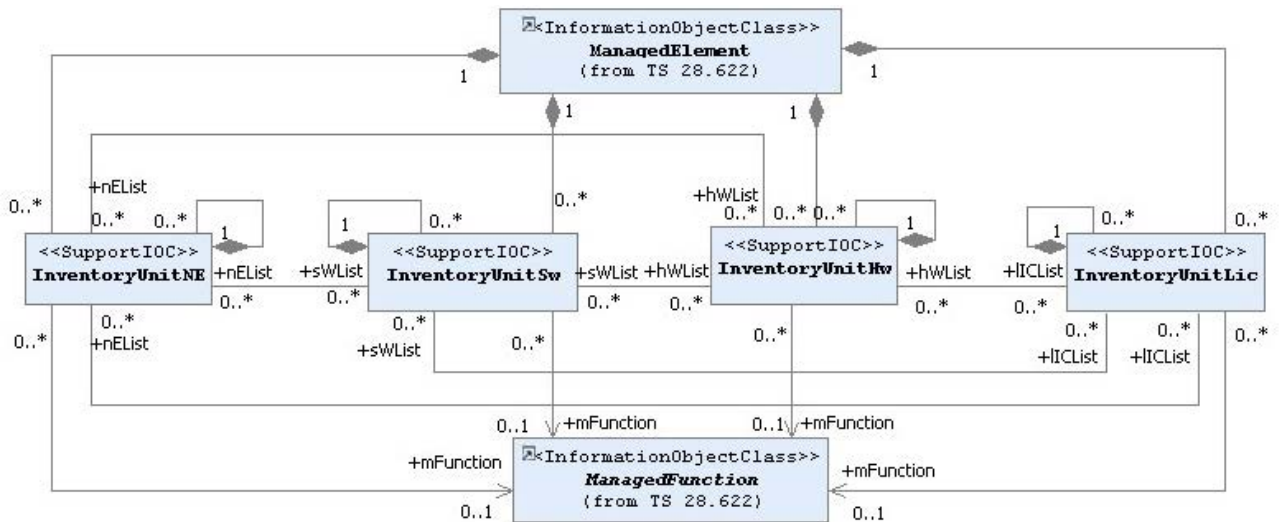 <InformationObjectClass>>
ManagedElement
(from TS 28.622)
1
1
1
1
+nEList
+hWList
0..*
0..*
0..*
0..*
0..*
0..*
0..*
0..*
0..*
0..*
1
1
1
1
<<SupportIOC>>
InventoryUnitNE
<<SupportIOC>>
InventoryUnitSw
<<SupportIOC>>
InventoryUnitHw
<<SupportIOC>>
InventoryUnitLic
+nEList
+sWList
+sWList
+hWList
+hWList
+lICList
0..*
0..*
0..*
0..*
0..*
0..*
0..*
0..*
0..*
0..*
0..*
0..*
0..*
0..*
+nEList
+sWList
+lICList
+lICList
0..1
+mFunction
0..1
+mFunction
+mFunction
0..1
<InformationObjectClass>>
ManagedFunction
(from TS 28.622)
+mFunction
0..1